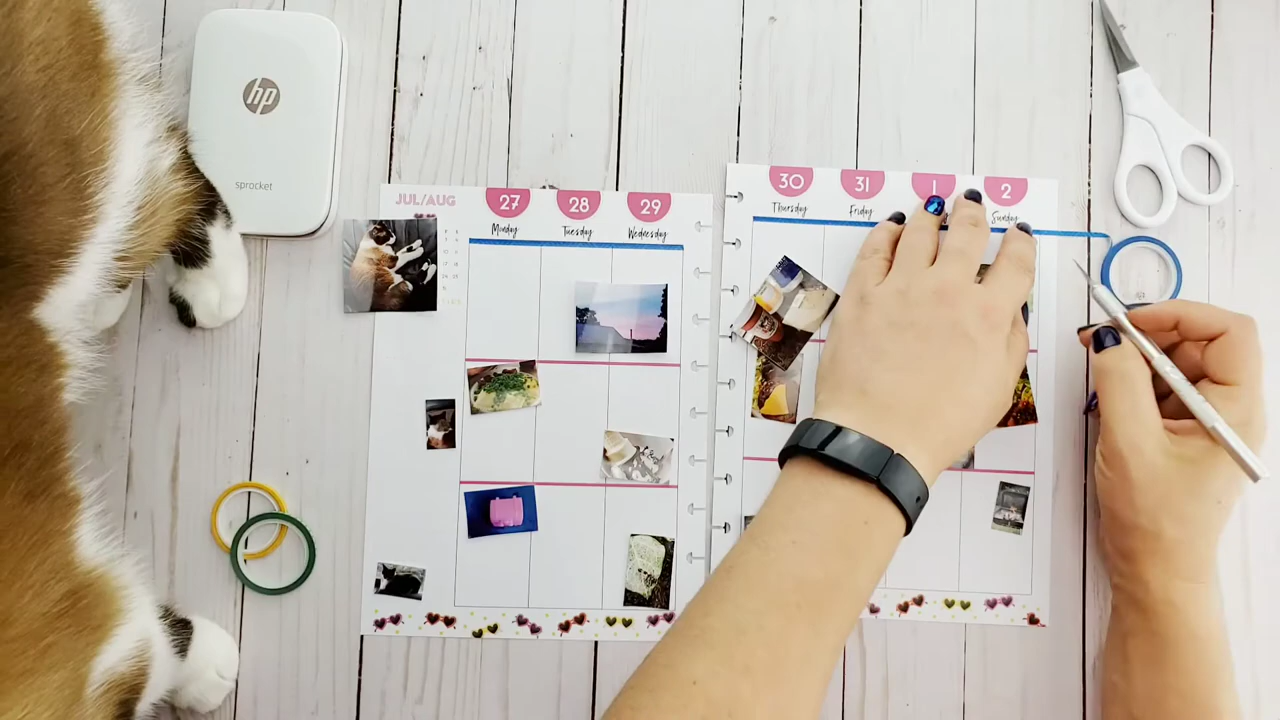 hp
sprocket
JUL/AUG
27
28
29
Monday
Tuesday
Wednesday
30
31
1
2
Thursday
Friday
Sunday